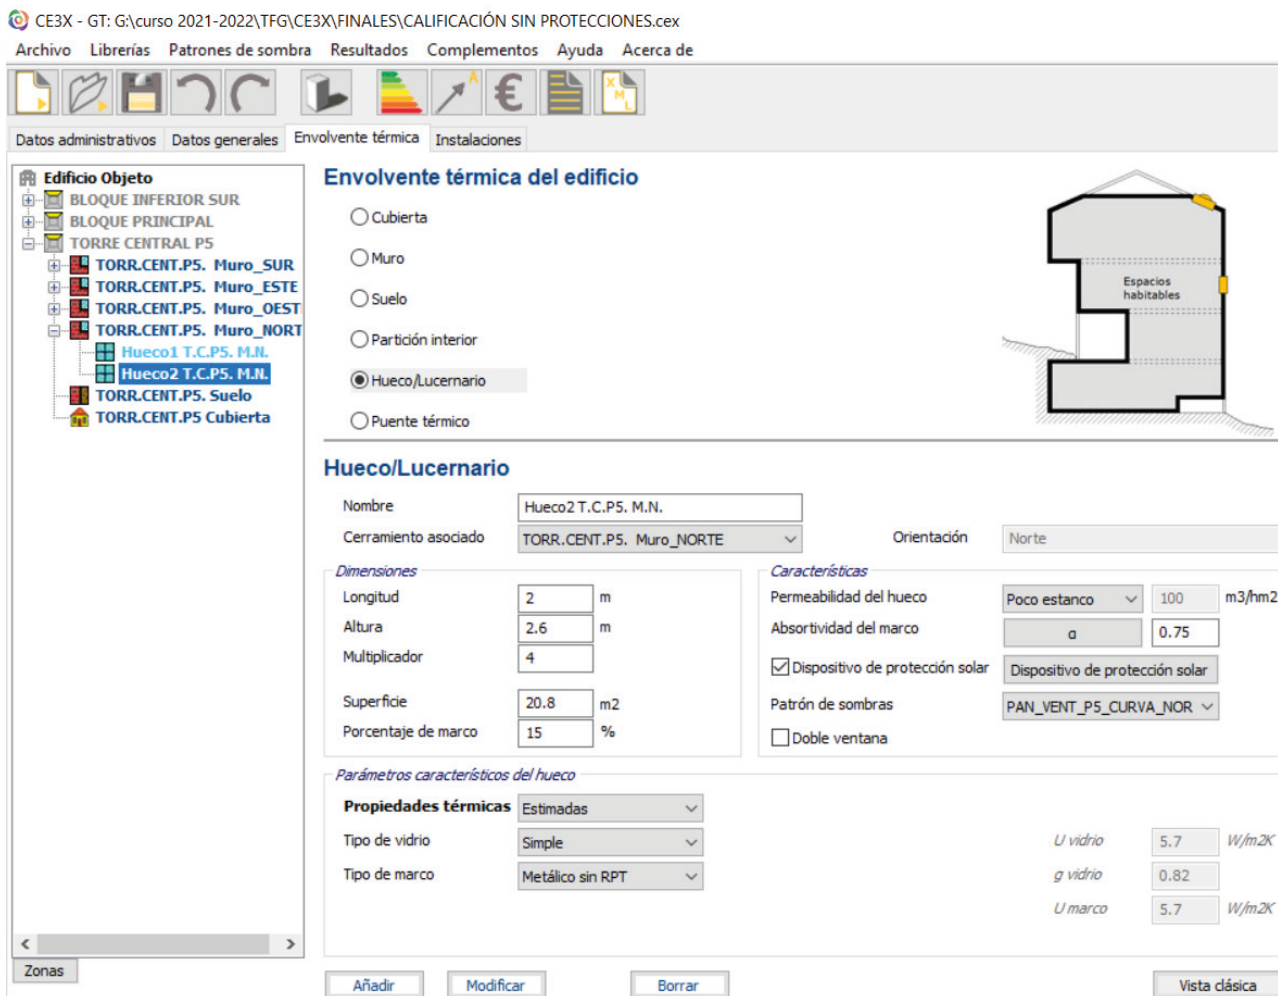 CE3X - GT: G:\curso 2021-2022\TFG\CE3X\FINALES\CALIFICACIÓN SIN PROTECCIONES.cex
Archivo Librerías Patrones de sombra Resultados Complementos Ayuda Acerca de
A € X M L
Datos administrativos Datos generales Envolvente térmica Instalaciones
Edificio Objeto
BLOQUE INFERIOR SUR
BLOQUE PRINCIPAL
TORRE CENTRAL P5
TORR.CENT.P5. Muro_SUR
TORR.CENT.P5. Muro_ESTE
TORR.CENT.P5. Muro_OEST
TORR.CENT.P5. Muro_NORT
Hueco1 T.C.P5. M.N.
Hueco2 T.C.P5. M.N.
TORR.CENT.P5. Suelo
TORR.CENT.P5 Cubierta
Zonas
Envolvente térmica del edificio
Cubierta
Muro
Suelo
Partición interior
Hueco/Lucernario
Puente térmico
Espacios
habitables
Hueco/Lucernario
Nombre Hueco2 T.C.P5. M.N.
Cerramiento asociado TORR.CENT.P5. Muro_NORTE Orientación Norte
Dimensiones
Longitud 2 m
Altura 2.6 m
Multiplicador 4
Superficie 20.8 m2
Porcentaje de marco 15 %
Características
Permeabilidad del hueco Poco estanco 100 m3/hm2
Absortividad del marco α 0.75
Dispositivo de protección solar Dispositivo de protección solar
Patrón de sombras PAN_VENT_P5_CURVA_NOR
Doble ventana
Parámetros característicos del hueco
Propiedades térmicas Estimadas
Tipo de vidrio Simple U vidrio 5.7 W/m2K
Tipo de marco Metálico sin RPT g vidrio 0.82
U marco 5.7 W/m2K
Añadir Modificar Borrar Vista clásica